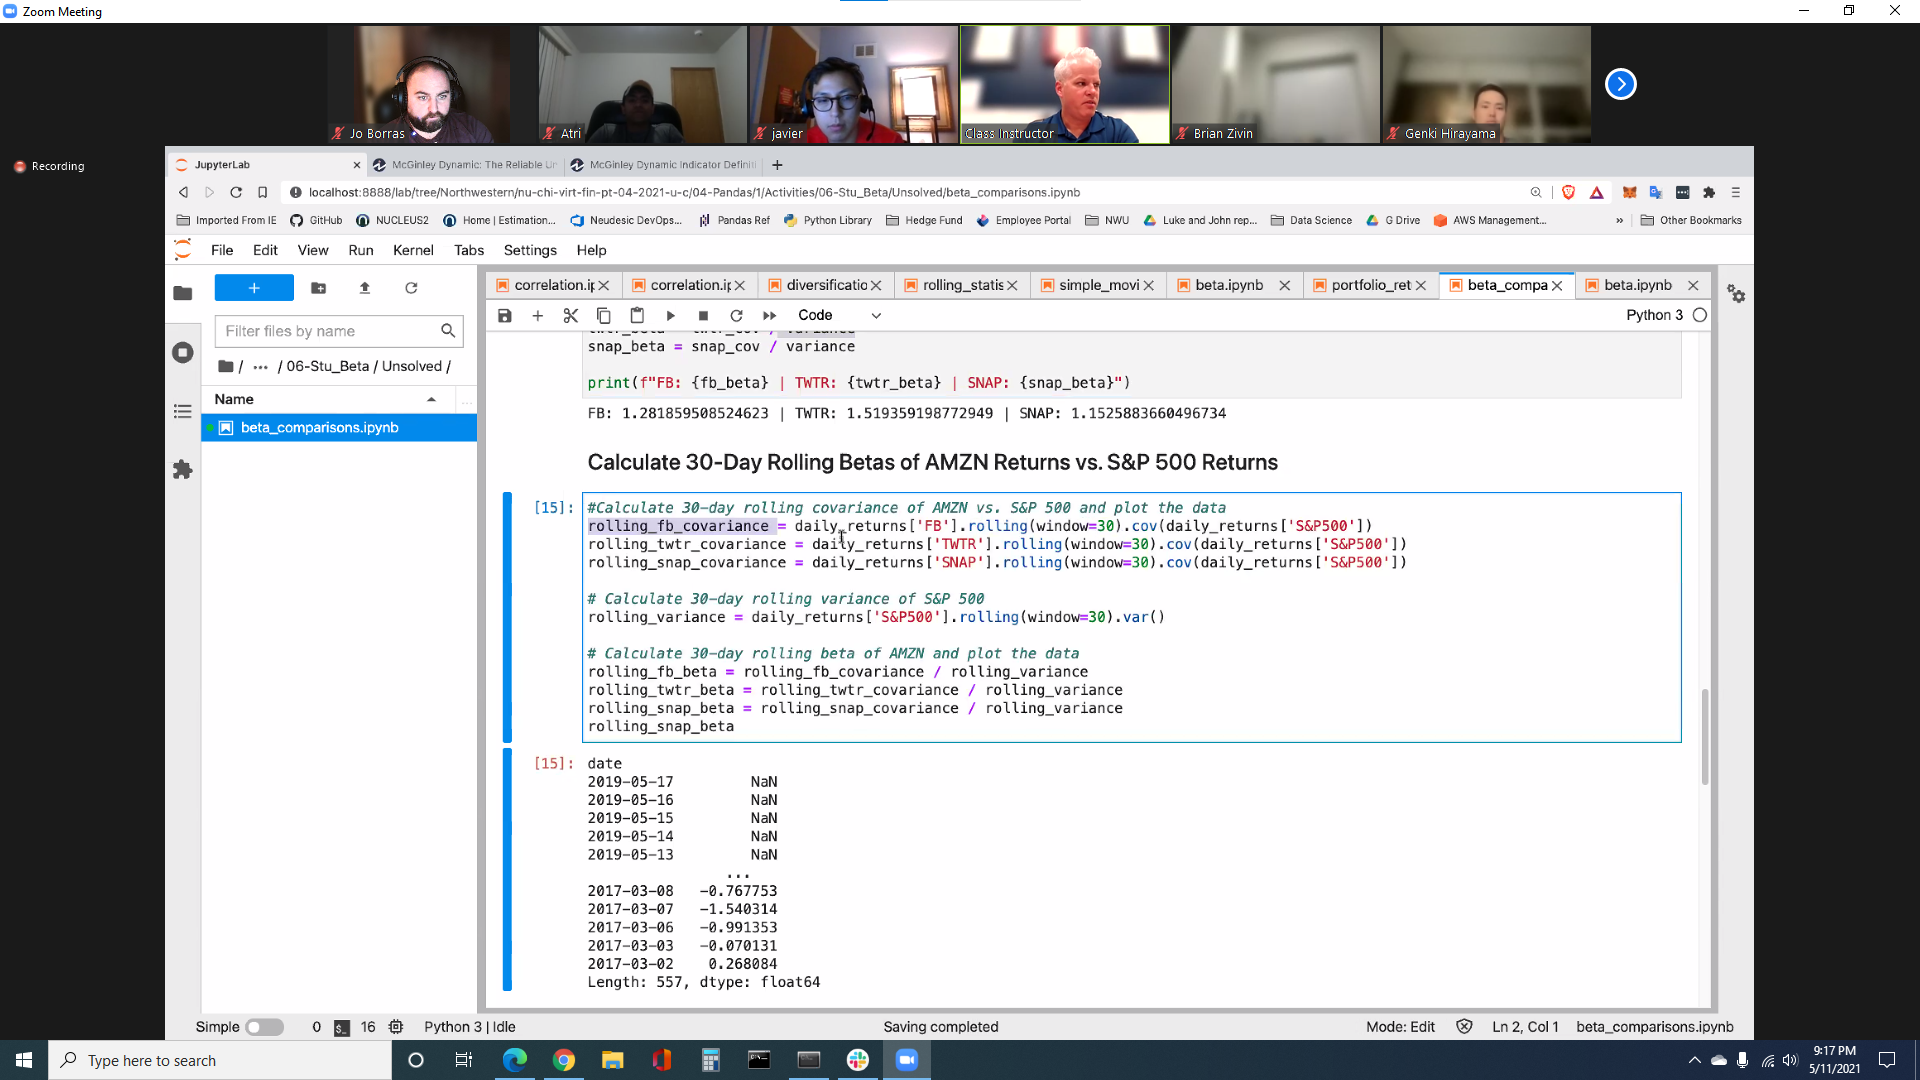 Zoom Meeting
Jo Borras
Atri
javier
Class Instructor
Brian Zivin
Genki Hirayama
Recording
JupyterLab
McGinley Dynamic: The Reliable
McGinley Dynamic Indicator Definiti
localhost:8888/lab/tree/Northwestern/nu-chi-virt-fin-pt-04-2021-u-c/04-Pandas/1/Activities/06-Stu_Beta/Unsolved/beta_comparisons.ipynb
Imported From IE
GitHub
NUCLEUS2
Home | Estimation...
Neudesic DevOps...
Pandas Ref
Python Library
Hedge Fund
Employee Portal
NWU
Luke and John rep...
Data Science
G Drive
AWS Management...
»
Other Bookmarks
File Edit View Run Kernel Tabs Settings Help
correlation.ip
correlation.ip
diversificatio
rolling_statis
simple_movi
beta.ipynb
portfolio_ret
beta_compa
beta.ipynb
Code
Python 3
Filter files by name
/ ... / 06-Stu_Beta / Unsolved /
Name
beta_comparisons.ipynb
snap_beta = snap_cov / variance
print(f"FB: {fb_beta} | TWTR: {twtr_beta} | SNAP: {snap_beta}")
FB: 1.281859508524623 | TWTR: 1.519359198772949 | SNAP: 1.1525883660496734
Calculate 30-Day Rolling Betas of AMZN Returns vs. S&P 500 Returns
[15]:
#Calculate 30-day rolling covariance of AMZN vs. S&P 500 and plot the data
rolling_fb_covariance = daily_returns['FB'].rolling(window=30).cov(daily_returns['S&P500'])
rolling_twtr_covariance = daily_returns['TWTR'].rolling(window=30).cov(daily_returns['S&P500'])
rolling_snap_covariance = daily_returns['SNAP'].rolling(window=30).cov(daily_returns['S&P500'])
# Calculate 30-day rolling variance of S&P 500
rolling_variance = daily_returns['S&P500'].rolling(window=30).var()
# Calculate 30-day rolling beta of AMZN and plot the data
rolling_fb_beta = rolling_fb_covariance / rolling_variance
rolling_twtr_beta = rolling_twtr_covariance / rolling_variance
rolling_snap_beta = rolling_snap_covariance / rolling_variance
rolling_snap_beta
[15]:
date
2019-05-17 NaN
2019-05-16 NaN
2019-05-15 NaN
2019-05-14 NaN
2019-05-13 NaN
...
2017-03-08 -0.767753
2017-03-07 -1.540314
2017-03-06 -0.991353
2017-03-03 -0.070131
2017-03-02 0.268084
Length: 557, dtype: float64
Simple
0
16
Python 3 | Idle
Saving completed
Mode: Edit
Ln 2, Col 1
beta_comparisons.ipynb
Type here to search
9:17 PM
5/11/2021